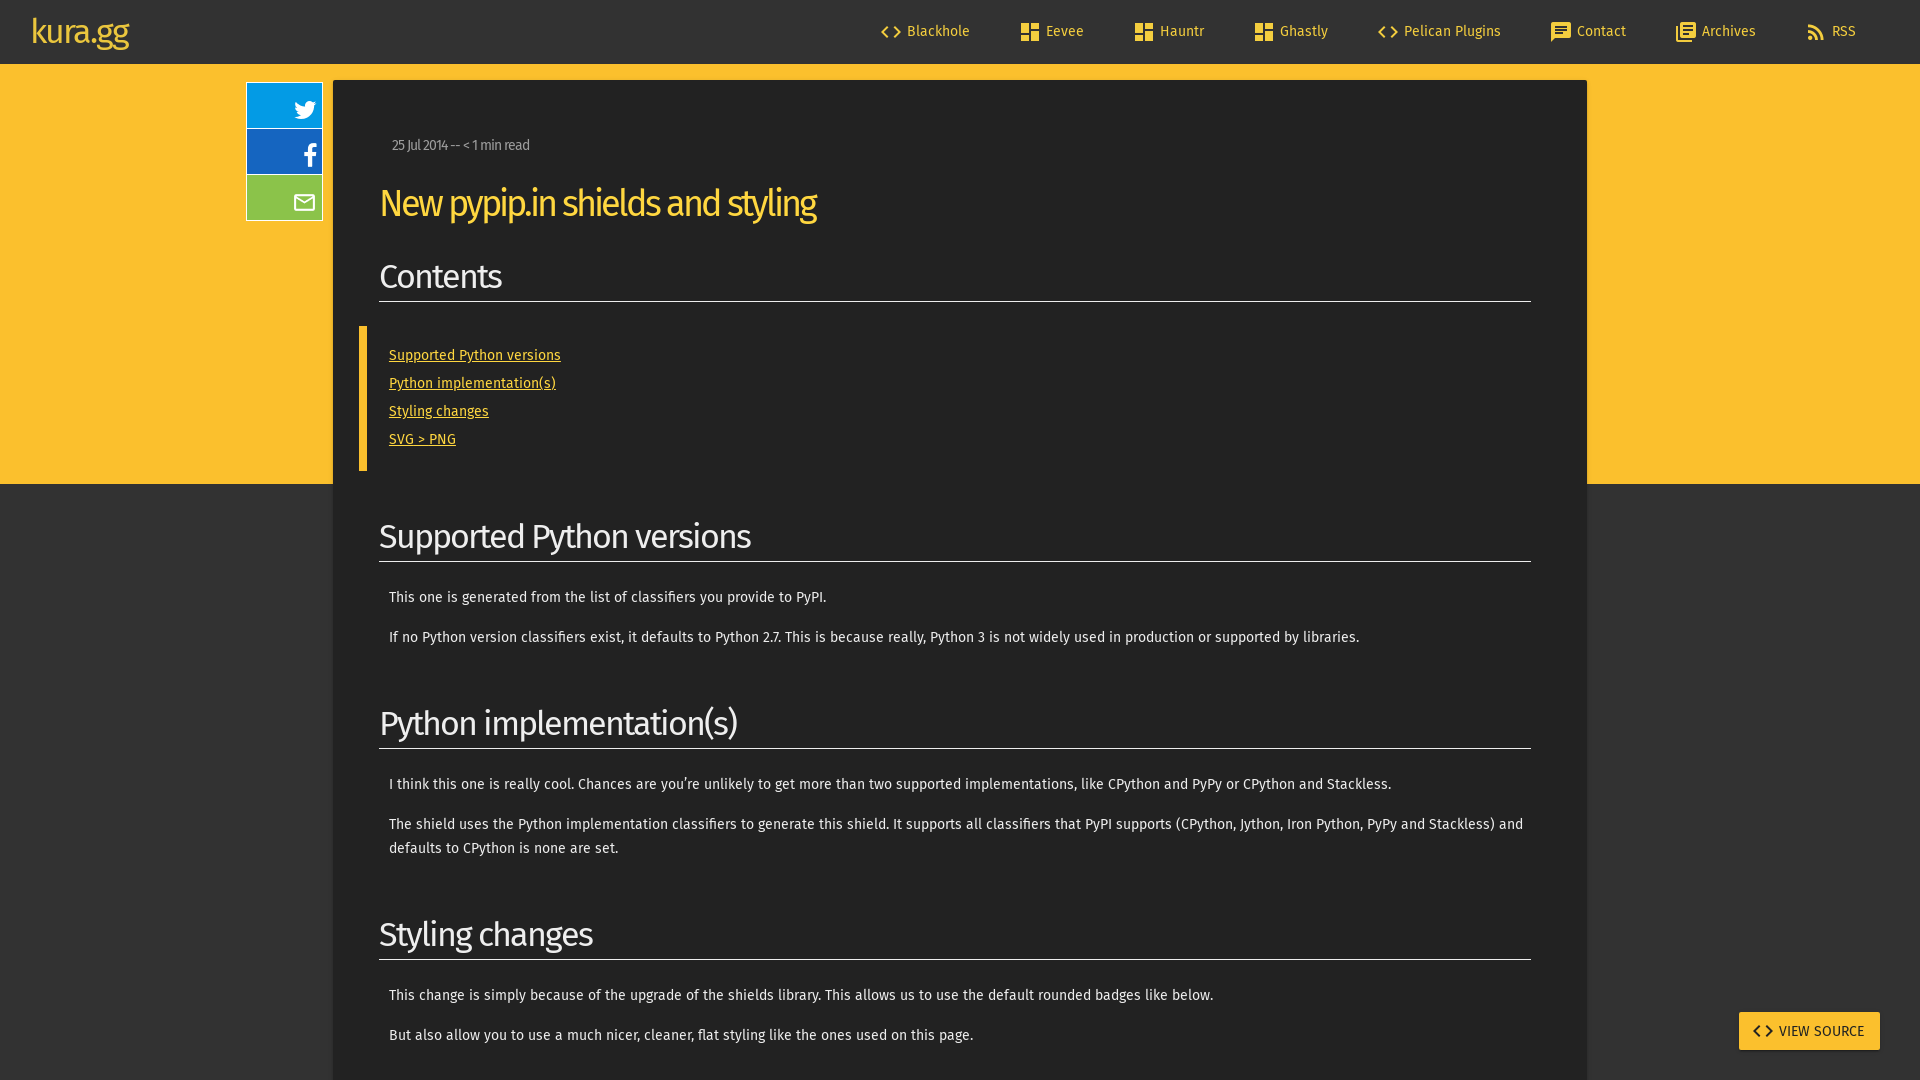 kura.gg
Blackhole
Eevee
Hauntr
Ghastly
Pelican Plugins
Contact
Archives
RSS
25 Jul 2014 -- < 1 min read
New pypip.in shields and styling
Contents
Supported Python versions
Python implementation(s)
Styling changes
SVG > PNG
Supported Python versions
This one is generated from the list of classifiers you provide to PyPI.
If no Python version classifiers exist, it defaults to Python 2.7. This is because really, Python 3 is not widely used in production or supported by libraries.
Python implementation(s)
I think this one is really cool. Chances are you’re unlikely to get more than two supported implementations, like CPython and PyPy or CPython and Stackless.
The shield uses the Python implementation classifiers to generate this shield. It supports all classifiers that PyPI supports (CPython, Jython, Iron Python, PyPy and Stackless) and
defaults to CPython is none are set.
Styling changes
This change is simply because of the upgrade of the shields library. This allows us to use the default rounded badges like below.
But also allow you to use a much nicer, cleaner, flat styling like the ones used on this page.
VIEW SOURCE